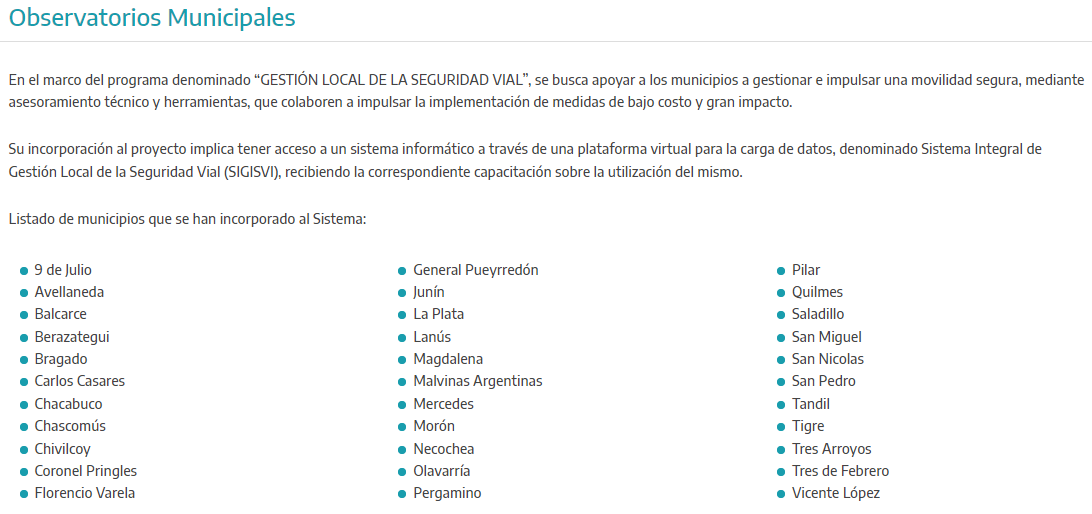 Observatorios Municipales
En el marco del programa denominado “GESTIÓN LOCAL DE LA SEGURIDAD VIAL”, se busca apoyar a los municipios a gestionar e impulsar una movilidad segura, mediante
asesoramiento técnico y herramientas, que colaboren a impulsar la implementación de medidas de bajo costo y gran impacto.
Su incorporación al proyecto implica tener acceso a un sistema informático a través de una plataforma virtual para la carga de datos, denominado Sistema Integral de
Gestión Local de la Seguridad Vial (SIGISVI), recibiendo la correspondiente capacitación sobre la utilización del mismo.
Listado de municipios que se han incorporado al Sistema:
9 de Julio
Avellaneda
Balcarce
Berazategui
Bragado
Carlos Casares
Chacabuco
Chascomús
Chivilcoy
Coronel Pringles
Florencio Varela
General Pueyrredón
Junín
La Plata
Lanús
Magdalena
Malvinas Argentinas
Mercedes
Morón
Necochea
Olavarría
Pergamino
Pilar
Quilmes
Saladillo
San Miguel
San Nicolas
San Pedro
Tandil
Tigre
Tres Arroyos
Tres de Febrero
Vicente López